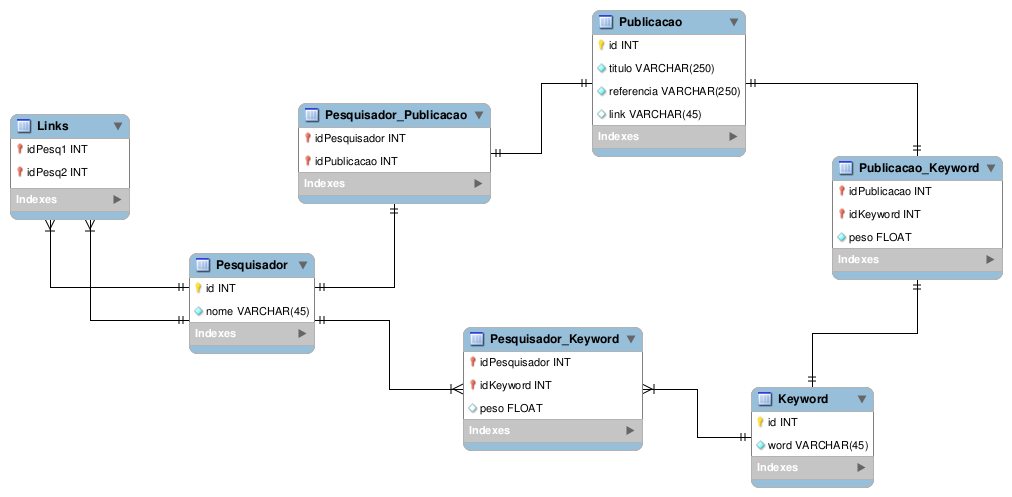 Publicacao
id INT
titulo VARCHAR(250)
referencia VARCHAR(250)
link VARCHAR(45)
Indexes
Pesquisador_Publicacao
idPesquisador INT
idPublicacao INT
Indexes
Links
idPesq1 INT
idPesq2 INT
Indexes
Publicacao_Keyword
idPublicacao INT
idKeyword INT
peso FLOAT
Indexes
Pesquisador
id INT
nome VARCHAR(45)
Indexes
Pesquisador_Keyword
idPesquisador INT
idKeyword INT
peso FLOAT
Indexes
Keyword
id INT
word VARCHAR(45)
Indexes